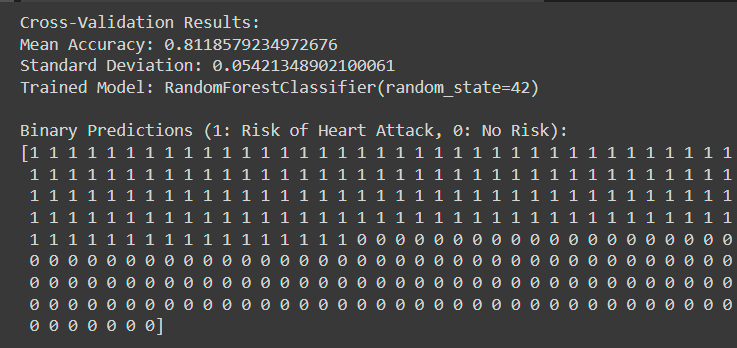 Cross-Validation Results:
Mean Accuracy: 0.8118579234972676
Standard Deviation: 0.05421348902100061
Trained Model: RandomForestClassifier(random_state=42)
Binary Predictions (1: Risk of Heart Attack, 0: No Risk):
[1 1 1 1 1 1 1 1 1 1 1 1 1 1 1 1 1 1 1 1 1 1 1 1 1 1 1 1 1 1 1 1 1 1 1 1 1
1 1 1 1 1 1 1 1 1 1 1 1 1 1 1 1 1 1 1 1 1 1 1 1 1 1 1 1 1 1 1 1 1 1 1 1 1
1 1 1 1 1 1 1 1 1 1 1 1 1 1 1 1 1 1 1 1 1 1 1 1 1 1 1 1 1 1 1 1 1 1 1 1 1
1 1 1 1 1 1 1 1 1 1 1 1 1 1 1 1 1 1 1 1 1 1 1 1 1 1 1 1 1 1 1 1 1 1 1 1 1
1 1 1 1 1 1 1 1 1 1 1 1 1 1 1 1 1 0 0 0 0 0 0 0 0 0 0 0 0 0 0 0 0 0 0 0 0
0 0 0 0 0 0 0 0 0 0 0 0 0 0 0 0 0 0 0 0 0 0 0 0 0 0 0 0 0 0 0 0 0 0 0 0 0
0 0 0 0 0 0 0 0 0 0 0 0 0 0 0 0 0 0 0 0 0 0 0 0 0 0 0 0 0 0 0 0 0 0 0 0 0
0 0 0 0 0 0 0 0 0 0 0 0 0 0 0 0 0 0 0 0 0 0 0 0 0 0 0 0 0 0 0 0 0 0 0 0 0
0 0 0 0 0 0 0]